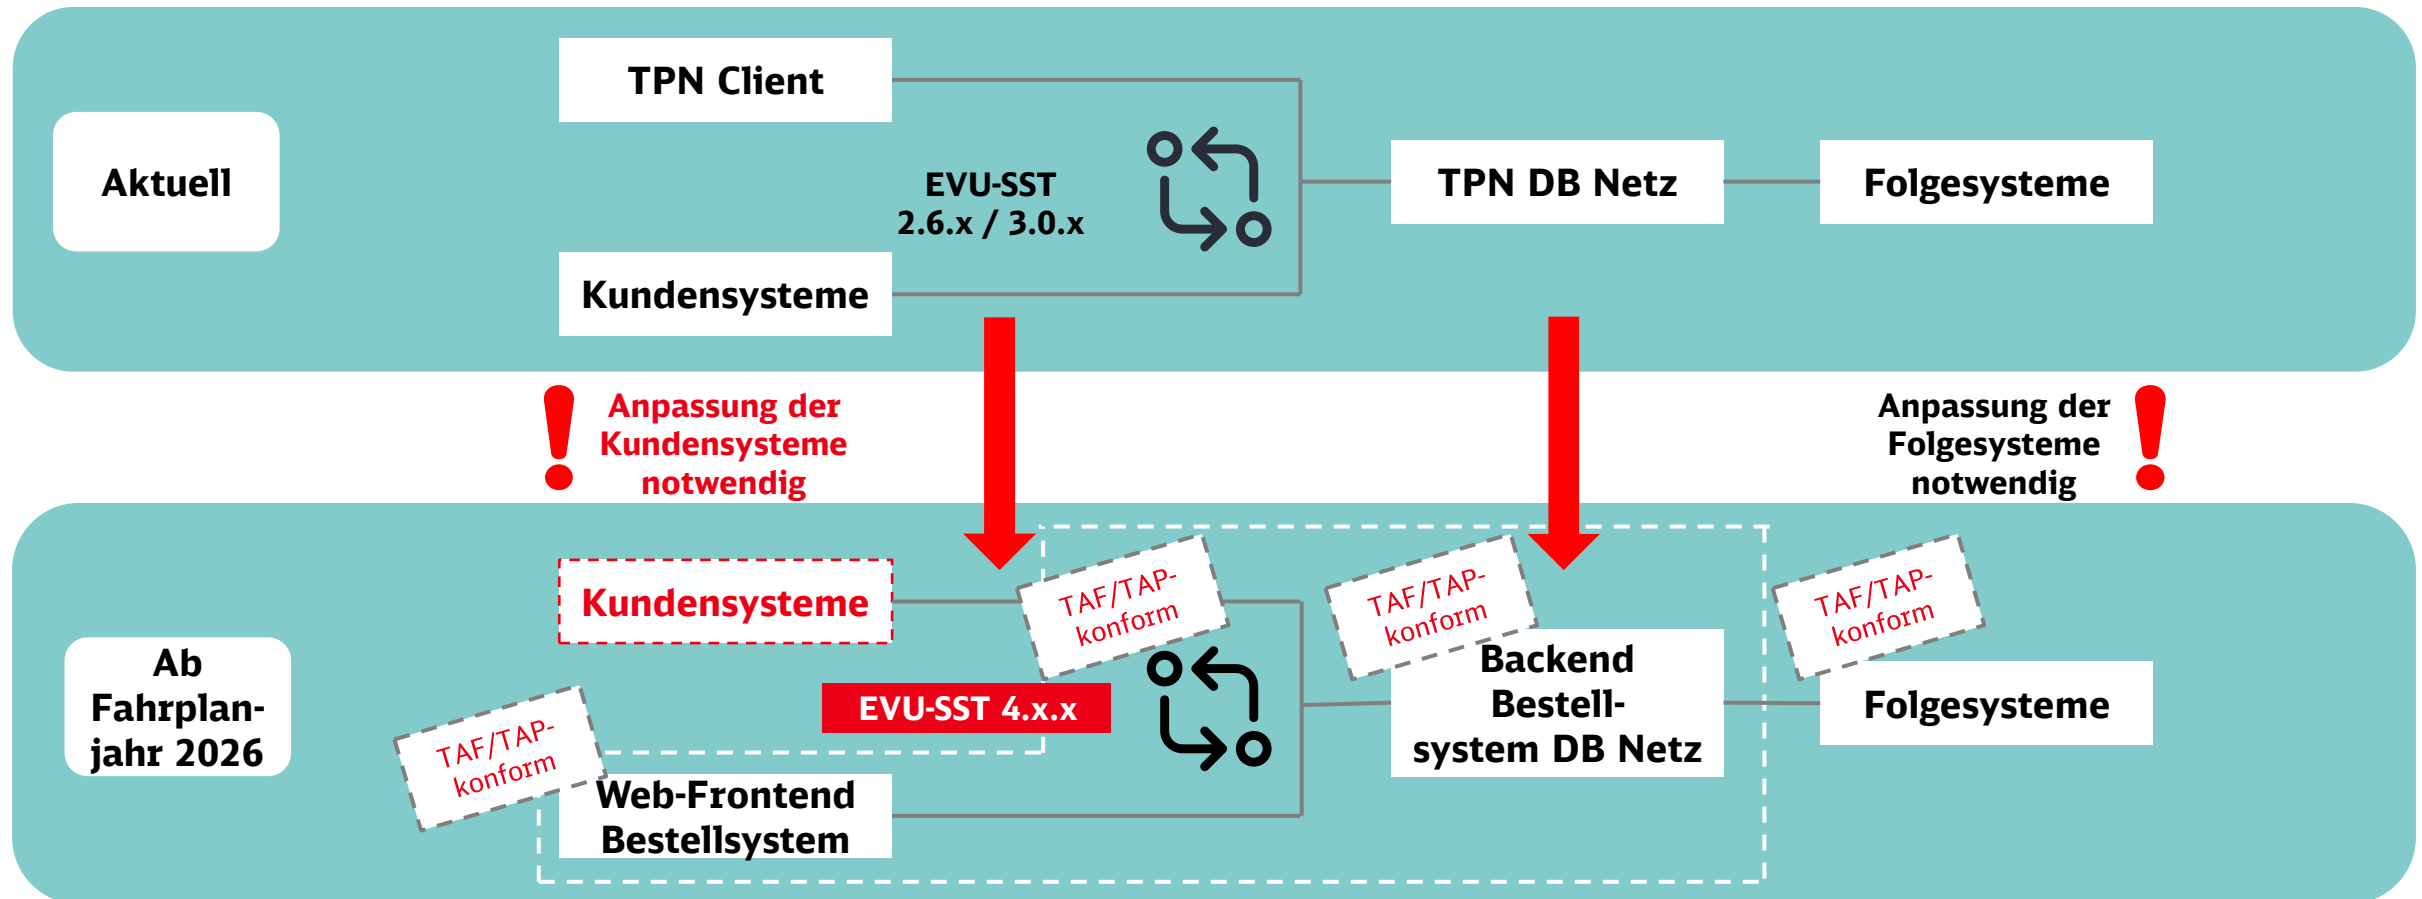 TPN Client
Aktuell
EVU-SST
2.6.x / 3.0.x
TPN DB Netz
Folgesysteme
Kundensysteme
Anpassung der
Kundensysteme
notwendig
Anpassung der
Folgesysteme
notwendig
Kundensysteme
TAF/TAP-
konform
TAF/TAP-
konform
TAF/TAP-
konform
Ab
Fahrplan-
jahr 2026
EVU-SST 4.x.x
Backend
Bestell-
system DB Netz
Folgesysteme
TAF/TAP-
konform
Web-Frontend
Bestellsystem